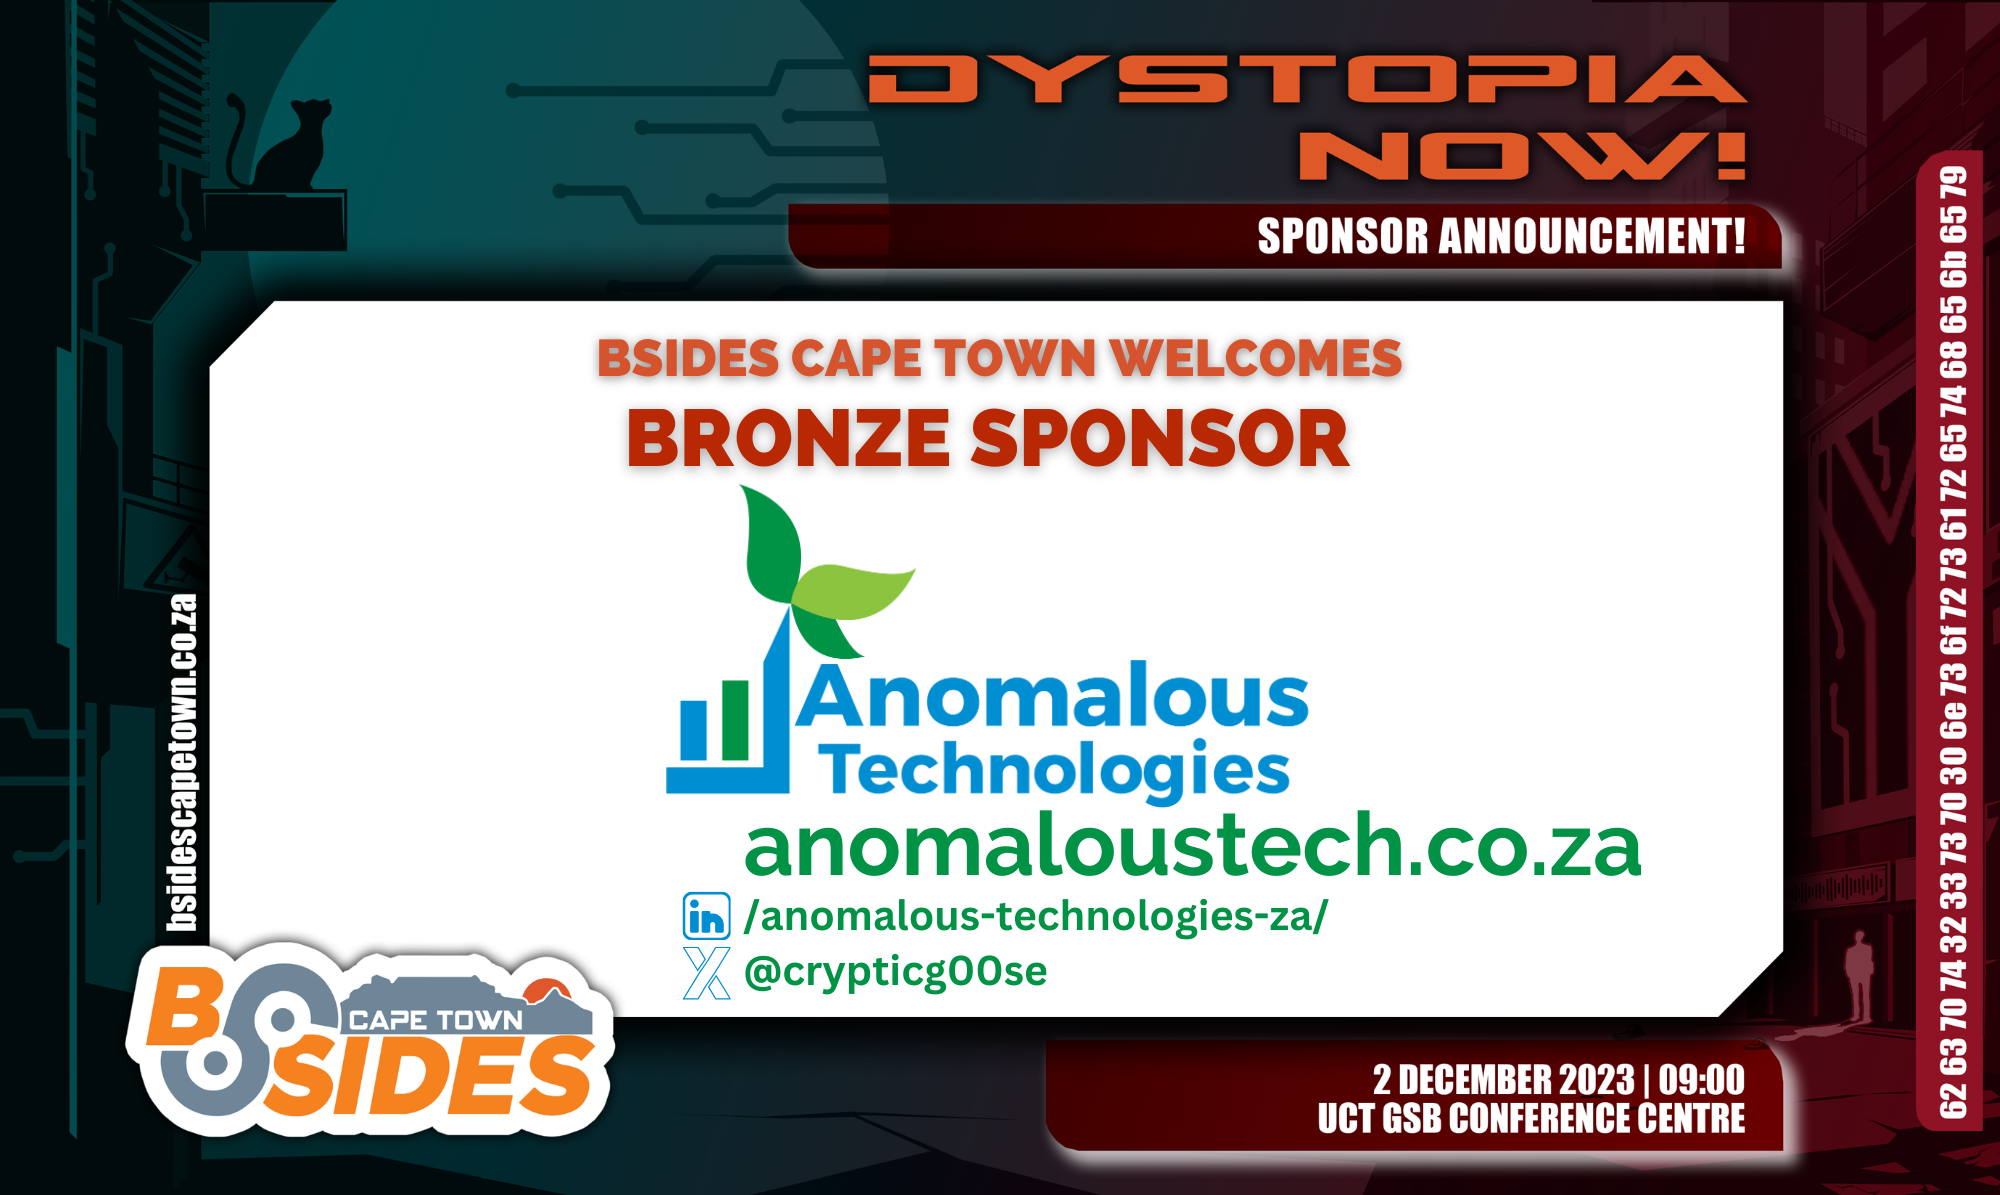 DYSTOPIA
NOW!
SPONSOR ANNOUNCEMENT!
BSIDES CAPE TOWN WELCOMES
BRONZE SPONSOR
Anomalous
Technologies
anomaloustech.co.za
in /anomalous-technologies-za/
X @crypticg00se
bsidescapetown.co.za
B
CAPE TOWN
SIDES
2 DECEMBER 2023 | 09:00
UCT GSB CONFERENCE CENTRE
62 63 70 74 32 33 73 70 30 6e 73 6f 72 73 61 72 65 74 68 65 6b 65 79